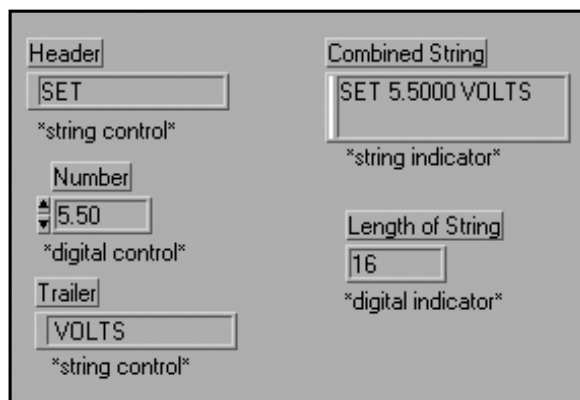 Header
SET
*string control*
Number
5.50
*digital control*
Trailer
VOLTS
*string control*
Combined String
SET 5.5000 VOLTS
*string indicator*
Length of String
16
*digital indicator*